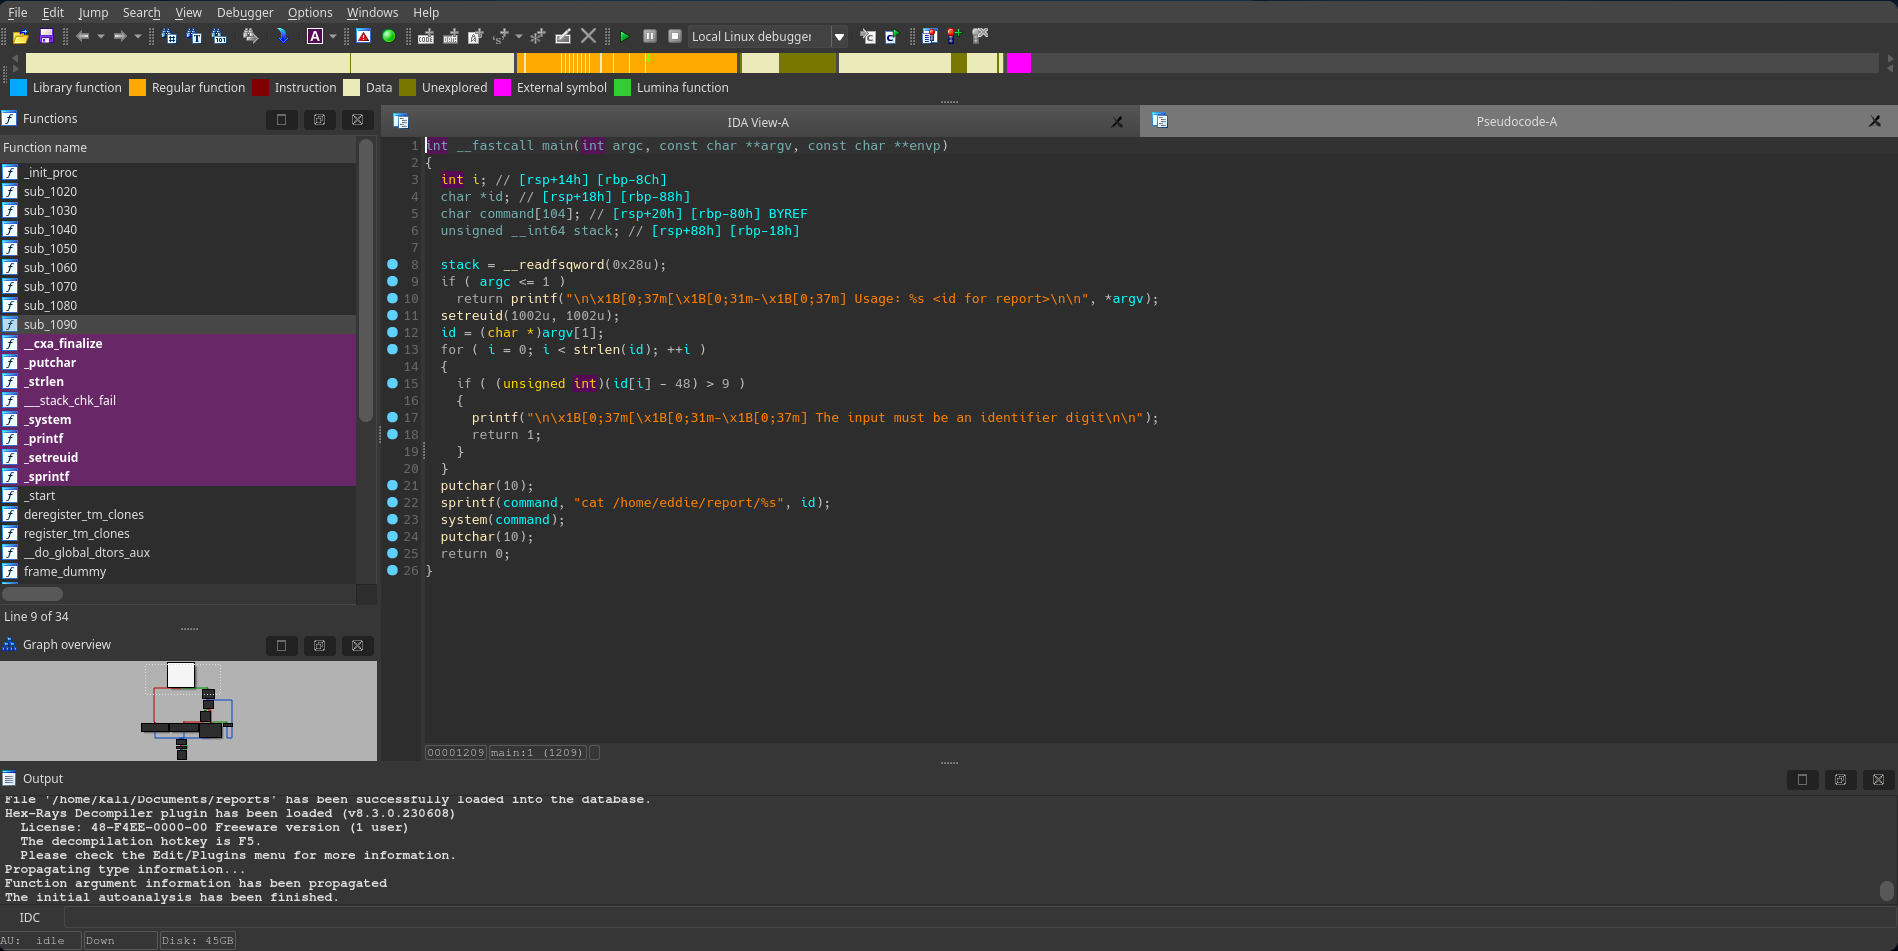 File Edit Jump Search View Debugger Options Windows Help
Local Linux debugger
Library function Regular function Instruction Data Unexplored External symbol Lumina function
Functions
Function name
_init_proc
sub_1020
sub_1030
sub_1040
sub_1050
sub_1060
sub_1070
sub_1080
sub_1090
__cxa_finalize
_putchar
_strlen
___stack_chk_fail
_system
_printf
_setreuid
_sprintf
_start
deregister_tm_clones
register_tm_clones
__do_global_dtors_aux
frame_dummy
Line 9 of 34
Graph overview
IDA View-A
Pseudocode-A
1 int __fastcall main(int argc, const char **argv, const char **envp)
2 {
3 int i; // [rsp+14h] [rbp-8Ch]
4 char *id; // [rsp+18h] [rbp-88h]
5 char command[104]; // [rsp+20h] [rbp-80h] BYREF
6 unsigned __int64 stack; // [rsp+88h] [rbp-18h]
7
8 stack = __readfsqword(0x28u);
9 if ( argc <= 1 )
10 return printf("\n\x1B[0;37m[\x1B[0;31m-\x1B[0;37m] Usage: %s <id for report>\n\n", *argv);
11 setreuid(1002u, 1002u);
12 id = (char *)argv[1];
13 for ( i = 0; i < strlen(id); ++i )
14 {
15 if ( (unsigned int)(id[i] - 48) > 9 )
16 {
17 printf("\n\x1B[0;37m[\x1B[0;31m-\x1B[0;37m] The input must be an identifier digit\n\n");
18 return 1;
19 }
20 }
21 putchar(10);
22 sprintf(command, "cat /home/eddie/report/%s", id);
23 system(command);
24 putchar(10);
25 return 0;
26 }
00001209 main:1 (1209)
Output
File '/home/kali/Documents/reports' has been successfully loaded into the database.
Hex-Rays Decompiler plugin has been loaded (v8.3.0.230608)
License: 48-F4EE-0000-00 Freeware version (1 user)
The decompilation hotkey is F5.
Please check the Edit/Plugins menu for more information.
Propagating type information...
Function argument information has been propagated
The initial autoanalysis has been finished.
IDC
AU: idle Down Disk: 45GB